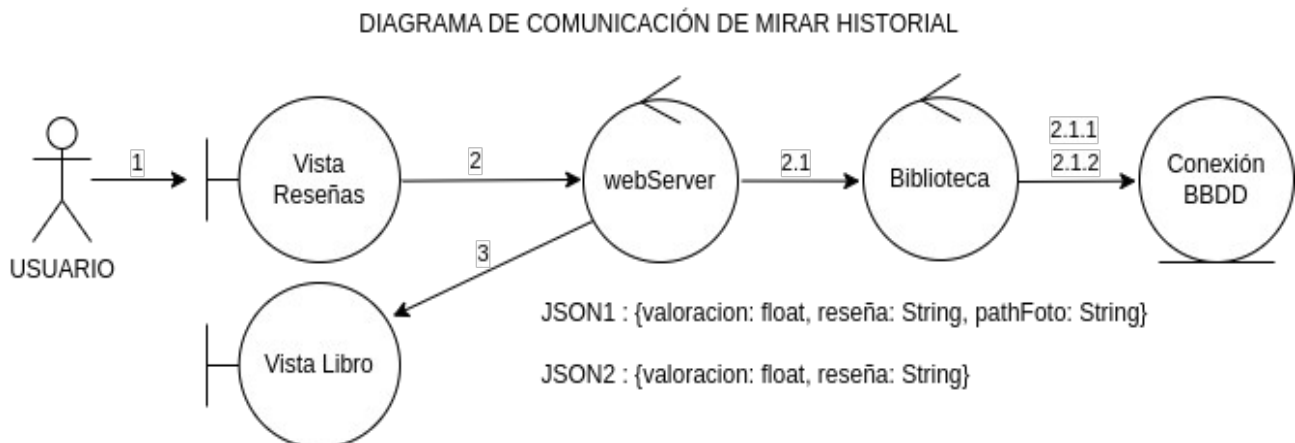 DIAGRAMA DE COMUNICACIÓN DE MIRAR HISTORIAL
1
Vista
Reseñas
2
webServer
2.1
Biblioteca
2.1.1
2.1.2
Conexión
BBDD
USUARIO
3
Vista Libro
JSON1 : {valoracion: float, reseña: String, pathFoto: String}
JSON2 : {valoracion: float, reseña: String}